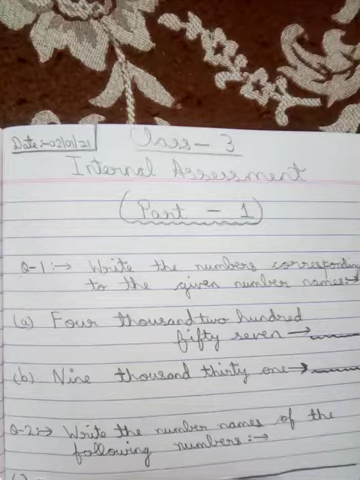 Date:-02/01/21
Class- 3
Internal Assessment
(Part - 1)
Q-1:→ Write the numbers corresponding
to the given number names→
(a) Four thousand two hundred
fifty seven →
(b) Nine thousand thirty one→
Q-2:→ Write the number names of the
following numbers:→